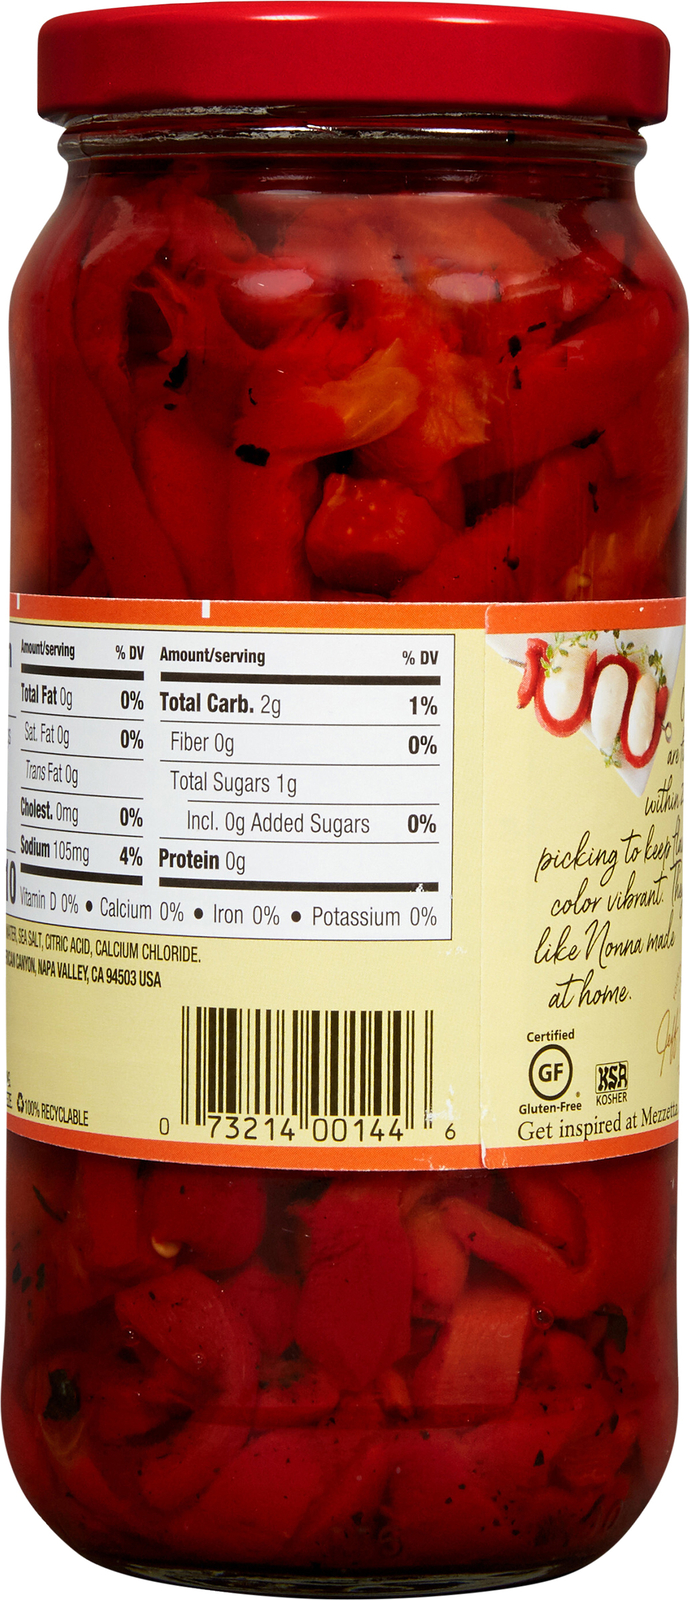 Amount/serving % DV
Total Fat 0g 0%
Sat. Fat 0g 0%
Trans Fat 0g
Cholest. 0mg 0%
Sodium 105mg 4%
Amount/serving % DV
Total Carb. 2g 1%
Fiber 0g 0%
Total Sugars 1g
Incl. 0g Added Sugars 0%
Protein 0g
10
Vitamin D 0% • Calcium 0% • Iron 0% • Potassium 0%
SEA SALT, CITRIC ACID, CALCIUM CHLORIDE.
CANYON, NAPA VALLEY, CA 94503 USA
100% RECYCLABLE
0 73214 00144 6
are
within
picking to keep
color vibrant.
like Nonna made
at home.
Certified
GF
Gluten-Free
KSA
KOSHER
Get inspired at Mezzetta